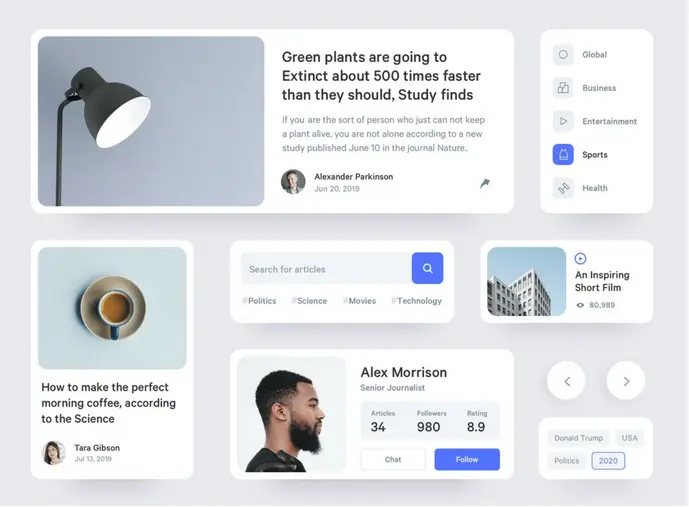 Green plants are going to
Extinct about 500 times faster
than they should, Study finds
If you are the sort of person who just can not keep
a plant alive, you are not alone according to a new
study published June 10 in the journal Nature..
Alexander Parkinson
Jun 20, 2019
Global
Business
Entertainment
Sports
Health
How to make the perfect
morning coffee, according
to the Science
Tara Gibson
Jul 13, 2019
Search for articles
#Politics #Science #Movies #Technology
An Inspiring
Short Film
80,989
Alex Morrison
Senior Journalist
Articles Followers Rating
34 980 8.9
Chat Follow
Donald Trump USA
Politics 2020